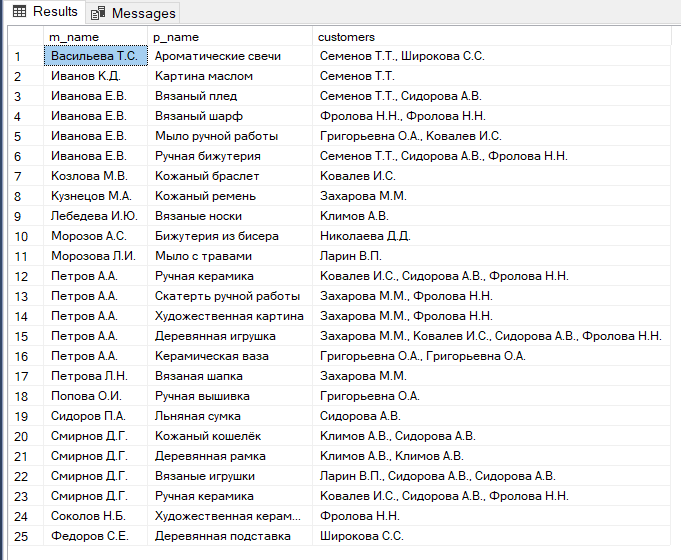 Results Messages
m_name p_name customers
1 Васильева Т.С. Ароматические свечи Семенов Т.Т., Широкова С.С.
2 Иванов К.Д. Картина маслом Семенов Т.Т.
3 Иванова Е.В. Вязаный плед Семенов Т.Т., Сидорова А.В.
4 Иванова Е.В. Вязаный шарф Фролова Н.Н., Фролова Н.Н.
5 Иванова Е.В. Мыло ручной работы Григорьевна О.А., Ковалев И.С.
6 Иванова Е.В. Ручная бижутерия Семенов Т.Т., Сидорова А.В., Фролова Н.Н.
7 Козлова М.В. Кожаный браслет Ковалев И.С.
8 Кузнецов М.А. Кожаный ремень Захарова М.М.
9 Лебедева И.Ю. Вязаные носки Климов А.В.
10 Морозов А.С. Бижутерия из бисера Николаева Д.Д.
11 Морозова Л.И. Мыло с травами Ларин В.П.
12 Петров А.А. Ручная керамика Ковалев И.С., Сидорова А.В., Фролова Н.Н.
13 Петров А.А. Скатерть ручной работы Захарова М.М., Фролова Н.Н.
14 Петров А.А. Художественная картина Захарова М.М., Фролова Н.Н.
15 Петров А.А. Деревянная игрушка Захарова М.М., Ковалев И.С., Сидорова А.В., Фролова Н.Н.
16 Петров А.А. Керамическая ваза Григорьевна О.А., Григорьевна О.А.
17 Петрова Л.Н. Вязаная шапка Захарова М.М.
18 Попова О.И. Ручная вышивка Григорьевна О.А.
19 Сидоров П.А. Льняная сумка Сидорова А.В.
20 Смирнов Д.Г. Кожаный кошелёк Климов А.В., Сидорова А.В.
21 Смирнов Д.Г. Деревянная рамка Климов А.В., Климов А.В.
22 Смирнов Д.Г. Вязаные игрушки Ларин В.П., Сидорова А.В., Сидорова А.В.
23 Смирнов Д.Г. Ручная керамика Ковалев И.С., Сидорова А.В., Фролова Н.Н.
24 Соколов Н.Б. Художественная керам... Фролова Н.Н.
25 Федоров С.Е. Деревянная подставка Широкова С.С.